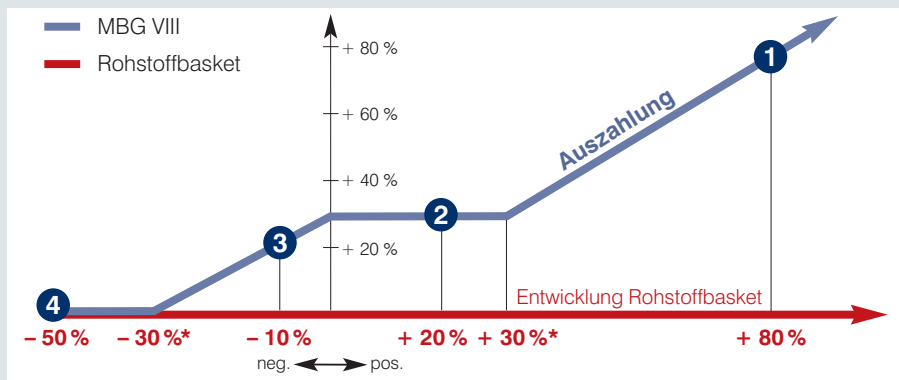 MBG VIII
Rohstoffbasket
+ 80 %
+ 60 %
+ 40 %
+ 20 %
1
2
3
4
Auszahlung
Entwicklung Rohstoffbasket
– 50 % – 30 %* – 10 % + 20 % + 30 %* + 80 %
neg. pos.